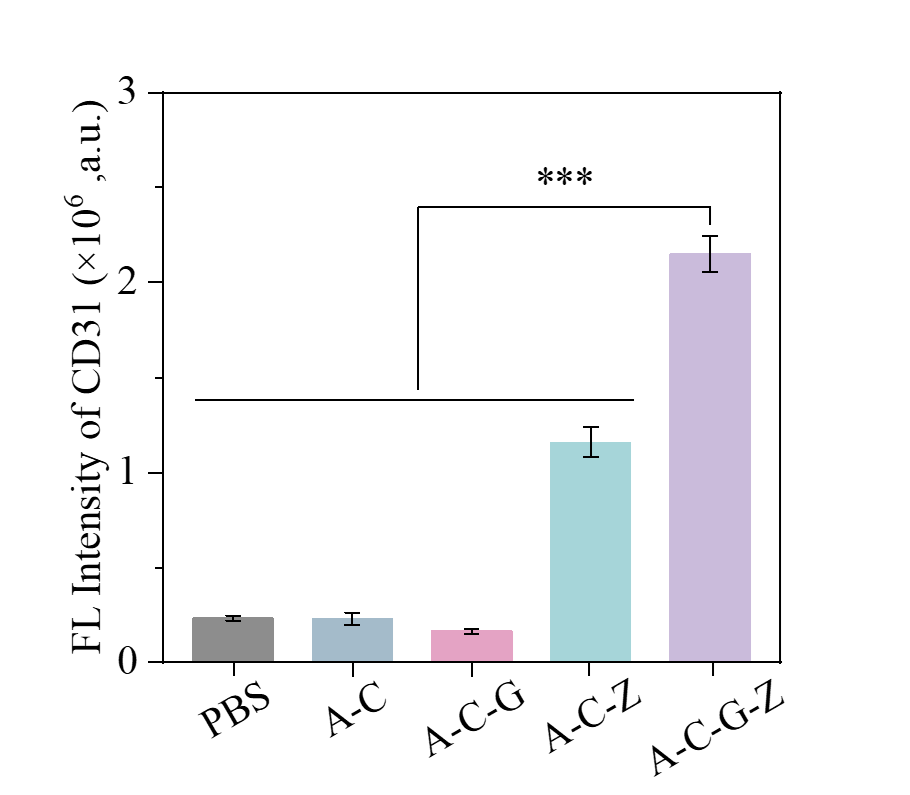 FL Intensity of CD31 (×10⁶ ,a.u.)
3
2
1
0
***
PBS
A-C
A-C-G
A-C-Z
A-C-G-Z